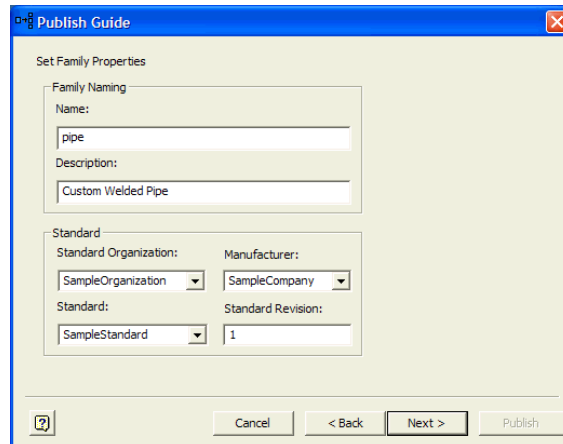 Publish Guide
Set Family Properties
Family Naming
Name:
pipe
Description:
Custom Welded Pipe
Standard
Standard Organization:
Manufacturer:
SampleOrganization
SampleCompany
Standard:
Standard Revision:
SampleStandard
1
Cancel
< Back
Next >
Publish